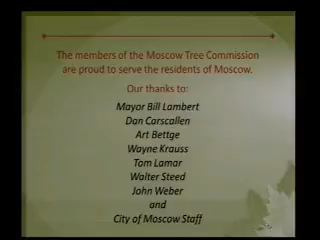 The members of the Moscow Tree Commission
are proud to serve the residents of Moscow.
Our thanks to:
Mayor Bill Lambert
Dan Carscallen
Art Bettge
Wayne Krauss
Tom Lamar
Walter Steed
John Weber
and
City of Moscow Staff